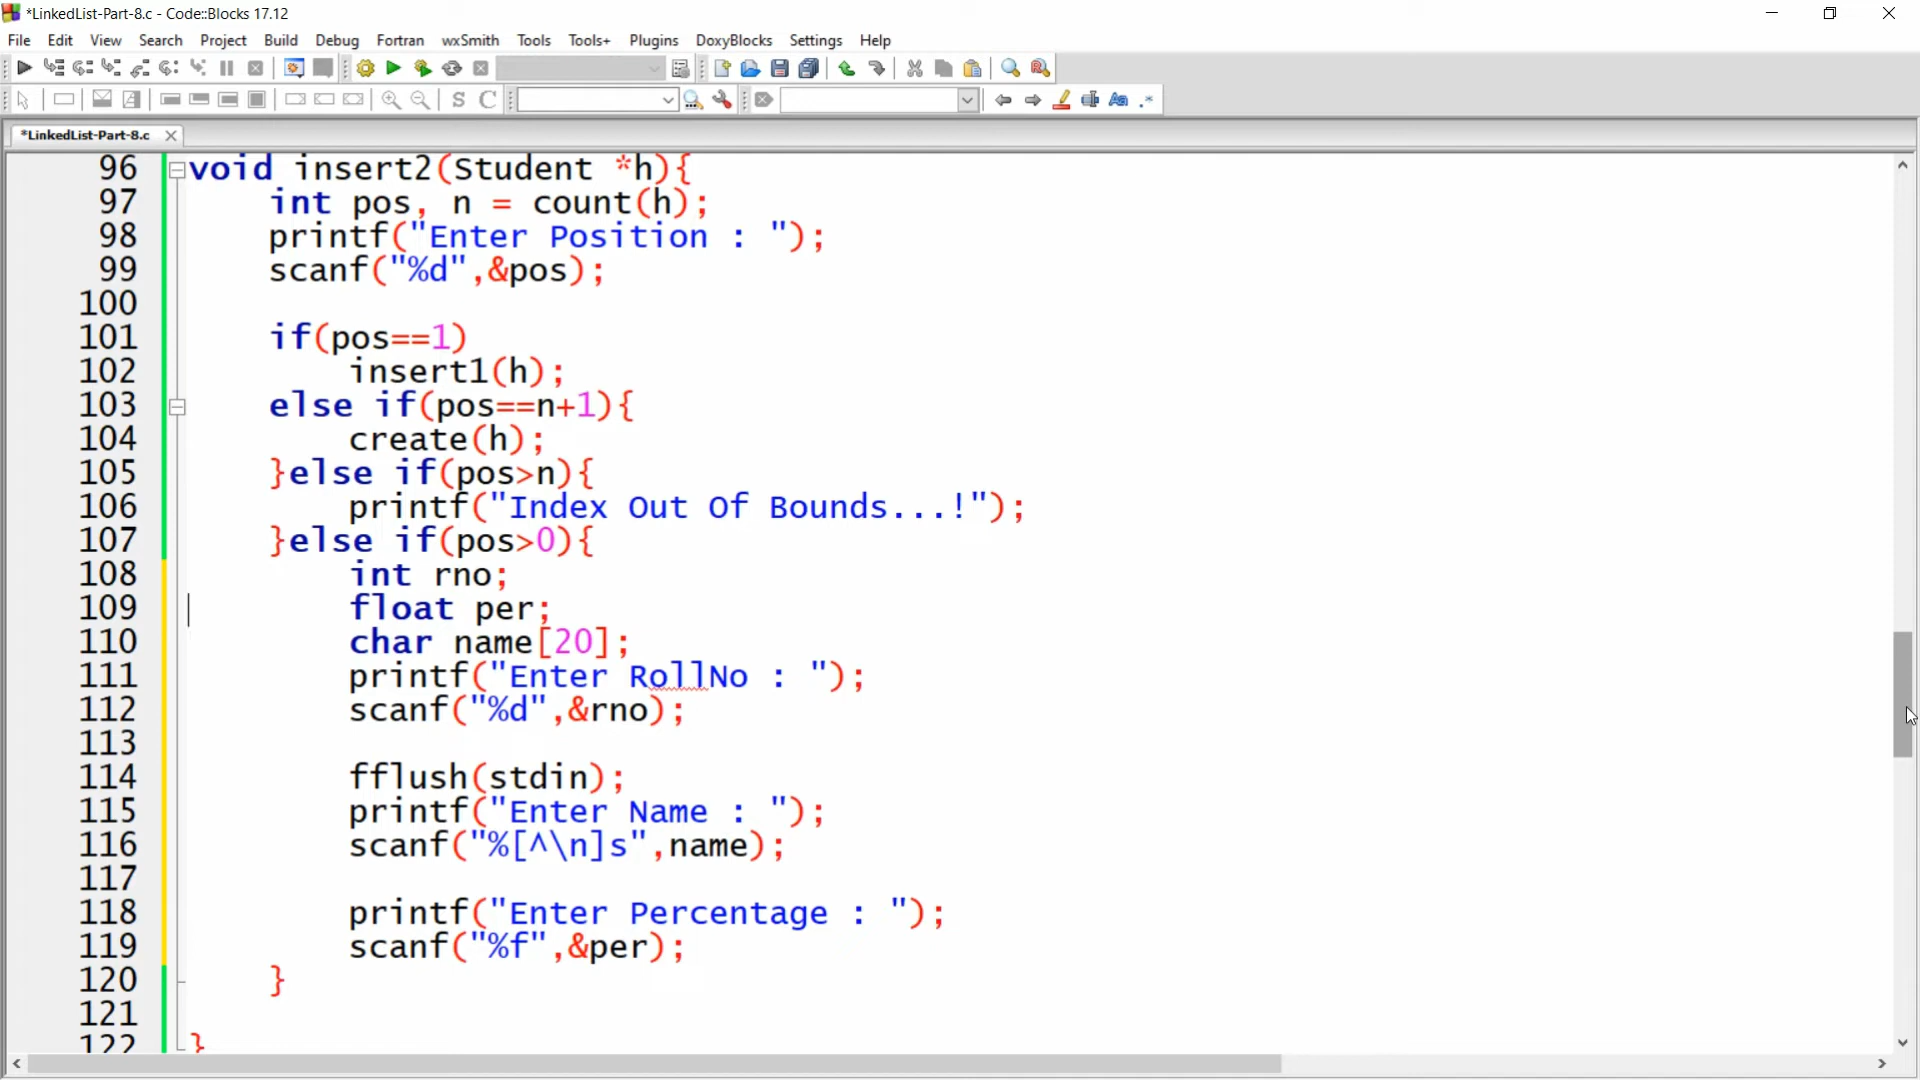 *LinkedList-Part-8.c - Code::Blocks 17.12
File Edit View Search Project Build Debug Fortran wxSmith Tools Tools+ Plugins DoxyBlocks Settings Help
*LinkedList-Part-8.c
96 void insert2(Student *h){
97 int pos, n = count(h);
98 printf("Enter Position : ");
99 scanf("%d",&pos);
100
101 if(pos==1)
102 insert1(h);
103 else if(pos==n+1){
104 create(h);
105 }else if(pos>n){
106 printf("Index Out Of Bounds...!");
107 }else if(pos>0){
108 int rno;
109 float per;
110 char name[20];
111 printf("Enter RollNo : ");
112 scanf("%d",&rno);
113
114 fflush(stdin);
115 printf("Enter Name : ");
116 scanf("%[^\n]s",name);
117
118 printf("Enter Percentage : ");
119 scanf("%f",&per);
120 }
121
122 }